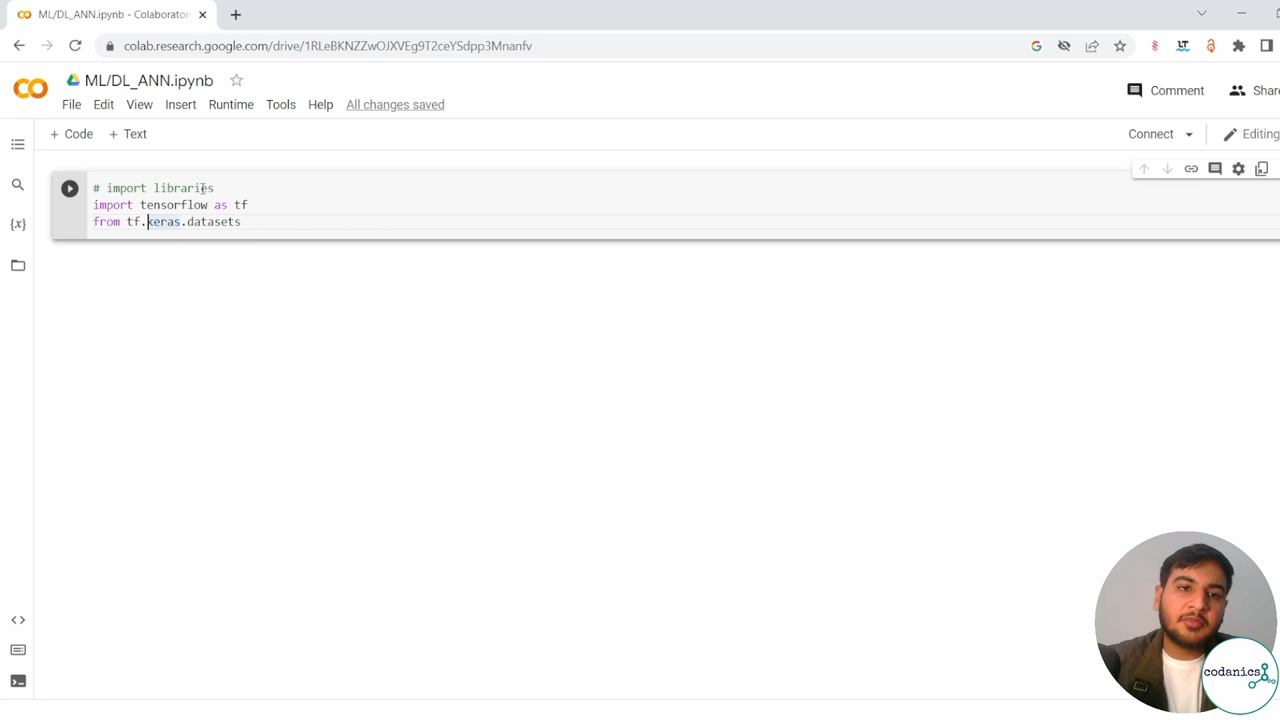 ML/DL_ANN.ipynb - Colaborator
colab.research.google.com/drive/1RLeBKNZZwOJXVEg9T2ceYSdpp3Mnanfv
ML/DL_ANN.ipynb
Comment
Share
File Edit View Insert Runtime Tools Help All changes saved
+ Code + Text
Connect
Editing
# import libraries
import tensorflow as tf
from tf.keras.datasets
{x}
codanics